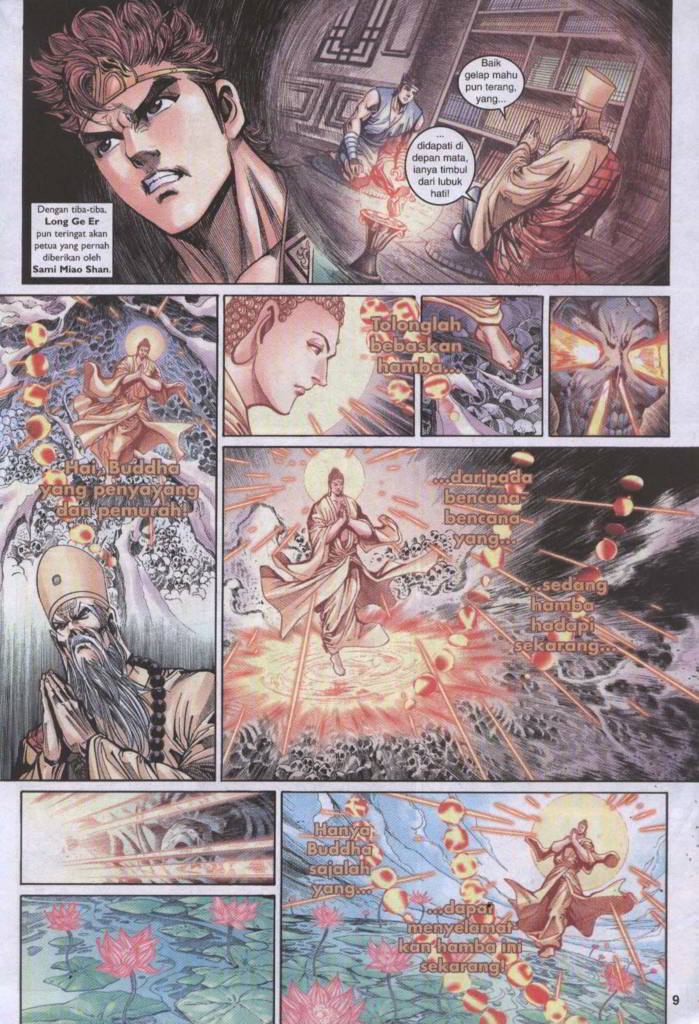 Dengan tiba-tiba,
Long Ge Er
pun teringat akan
petua yang pernah
diberikan oleh
Sami Miao Shan.
Baik
gelap mahu
pun terang,
yang...
...
didapati di
depan mata,
ianya timbul
dari lubuk
hati!
Hai, Buddha
yang penyayang
dan pemurah!
Tolonglah
bebaskan
hamba...
...daripada
bencana-
bencana
yang...
...sedang
hamba
hadapi
sekarang...
Hanya
Buddha
sajalah
yang...
...dapat
menyelamat-
kan hamba ini
sekarang!
9